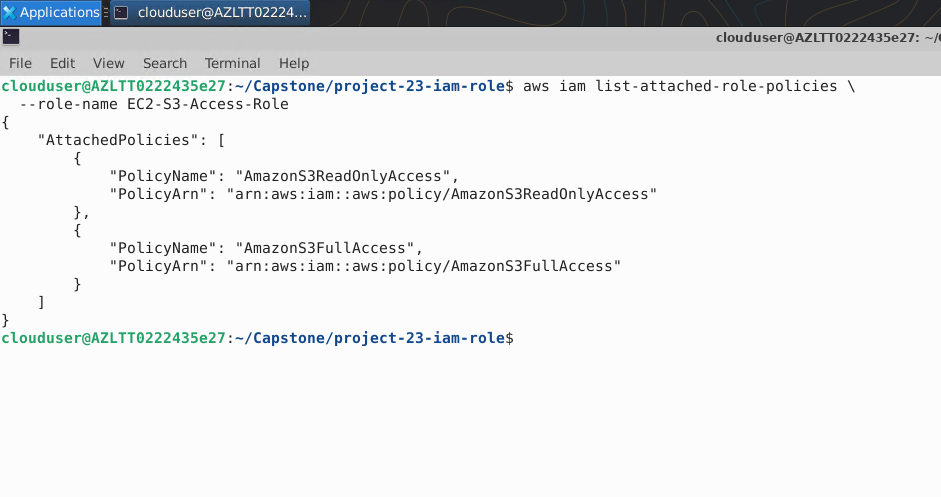 Applications
clouduser@AZLTT02224...
clouduser@AZLTT0222435e27: ~/C
File Edit View Search Terminal Help
clouduser@AZLTT0222435e27:~/Capstone/project-23-iam-role$ aws iam list-attached-role-policies \
  --role-name EC2-S3-Access-Role
{
    "AttachedPolicies": [
        {
            "PolicyName": "AmazonS3ReadOnlyAccess",
            "PolicyArn": "arn:aws:iam::aws:policy/AmazonS3ReadOnlyAccess"
        },
        {
            "PolicyName": "AmazonS3FullAccess",
            "PolicyArn": "arn:aws:iam::aws:policy/AmazonS3FullAccess"
        }
    ]
}
clouduser@AZLTT0222435e27:~/Capstone/project-23-iam-role$